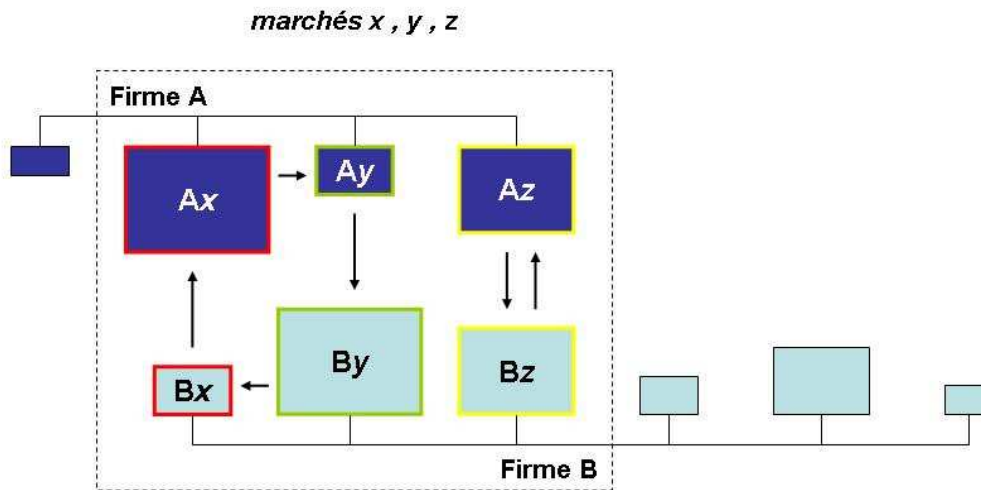 marchés x , y , z
Firme A
Ax
Ay
Az
Bx
By
Bz
Firme B